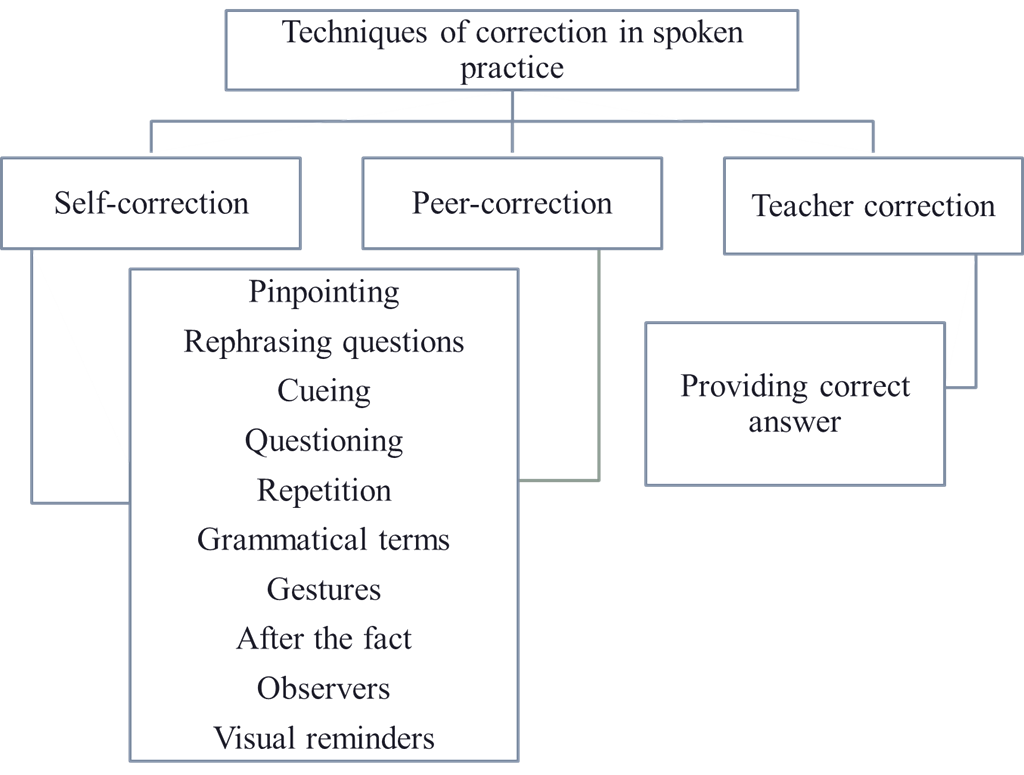 Techniques of correction in spoken
practice
Self-correction
Peer-correction
Teacher correction
Pinpointing
Rephrasing questions
Cueing
Questioning
Repetition
Grammatical terms
Gestures
After the fact
Observers
Visual reminders
Providing correct
answer